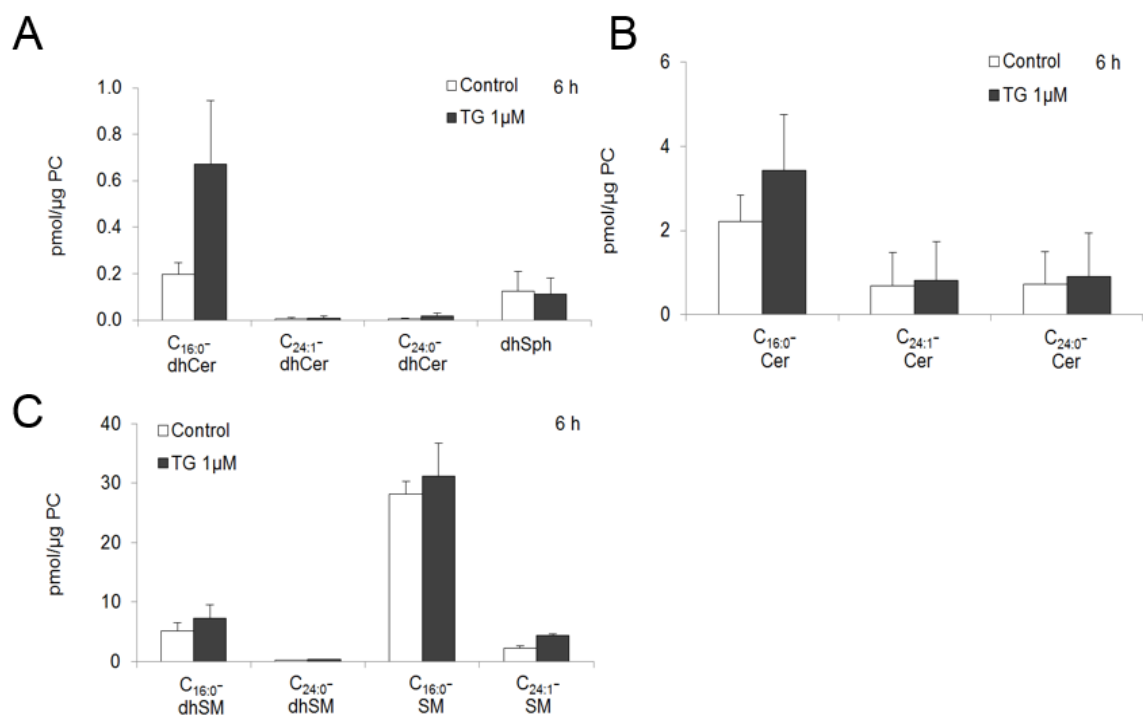 A
pmol/µg PC
1.0
0.8
0.6
0.4
0.2
0.0
Control 6 h
TG 1µM
C16:0- C24:1- C24:0- dhSph
dhCer dhCer dhCer
B
pmol/µg PC
6
4
2
0
Control 6 h
TG 1µM
C16:0- C24:1- C24:0-
Cer Cer Cer
C
pmol/µg PC
40
30
20
10
0
Control 6 h
TG 1µM
C16:0- C24:0- C16:0- C24:1-
dhSM dhSM SM SM